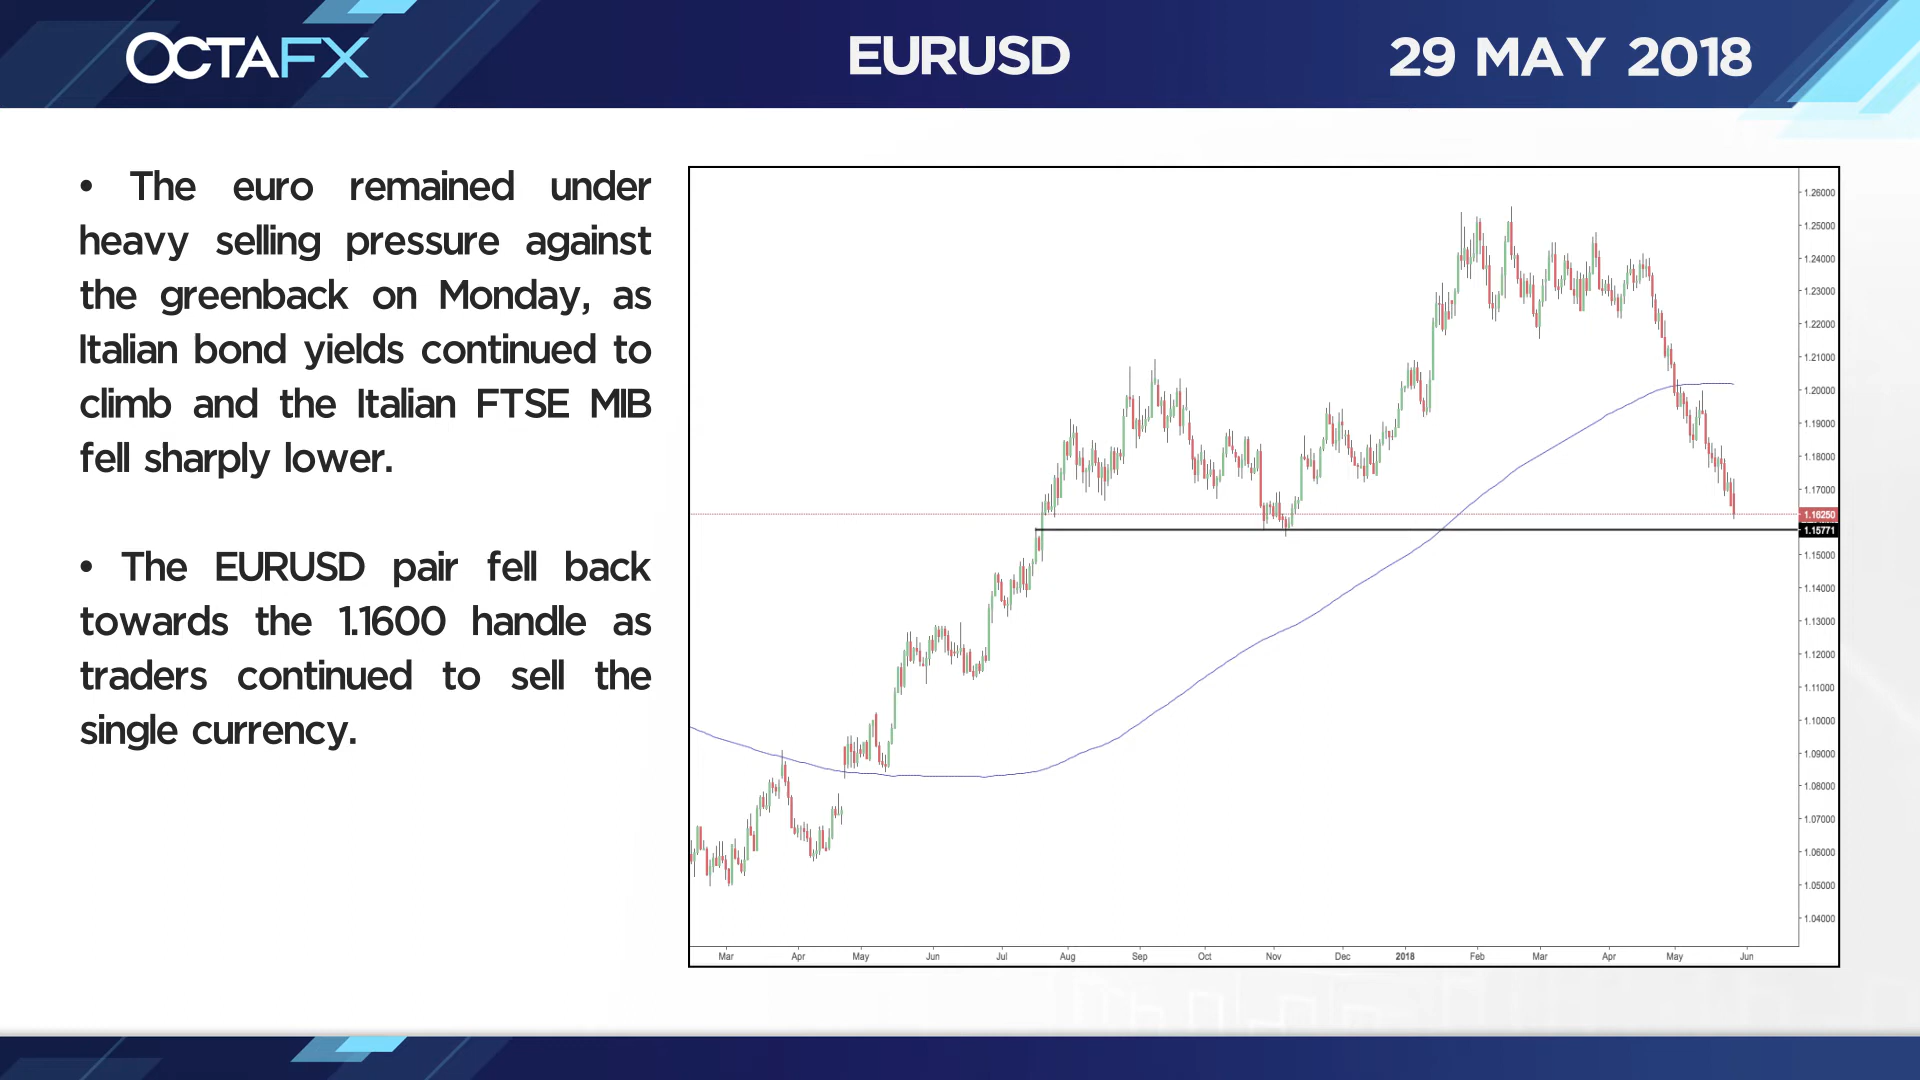 OCTAFX
EURUSD
29 MAY 2018
• The euro remained under
heavy selling pressure against
the greenback on Monday, as
Italian bond yields continued to
climb and the Italian FTSE MIB
fell sharply lower.
• The EURUSD pair fell back
towards the 1.1600 handle as
traders continued to sell the
single currency.
1.26000
1.25000
1.24000
1.23000
1.22000
1.21000
1.20000
1.19000
1.18000
1.17000
1.16250
1.15771
1.15000
1.14000
1.13000
1.12000
1.11000
1.10000
1.09000
1.08000
1.07000
1.06000
1.05000
1.04000
Mar Apr May Jun Jul Aug Sep Oct Nov Dec 2018 Feb Mar Apr May Jun